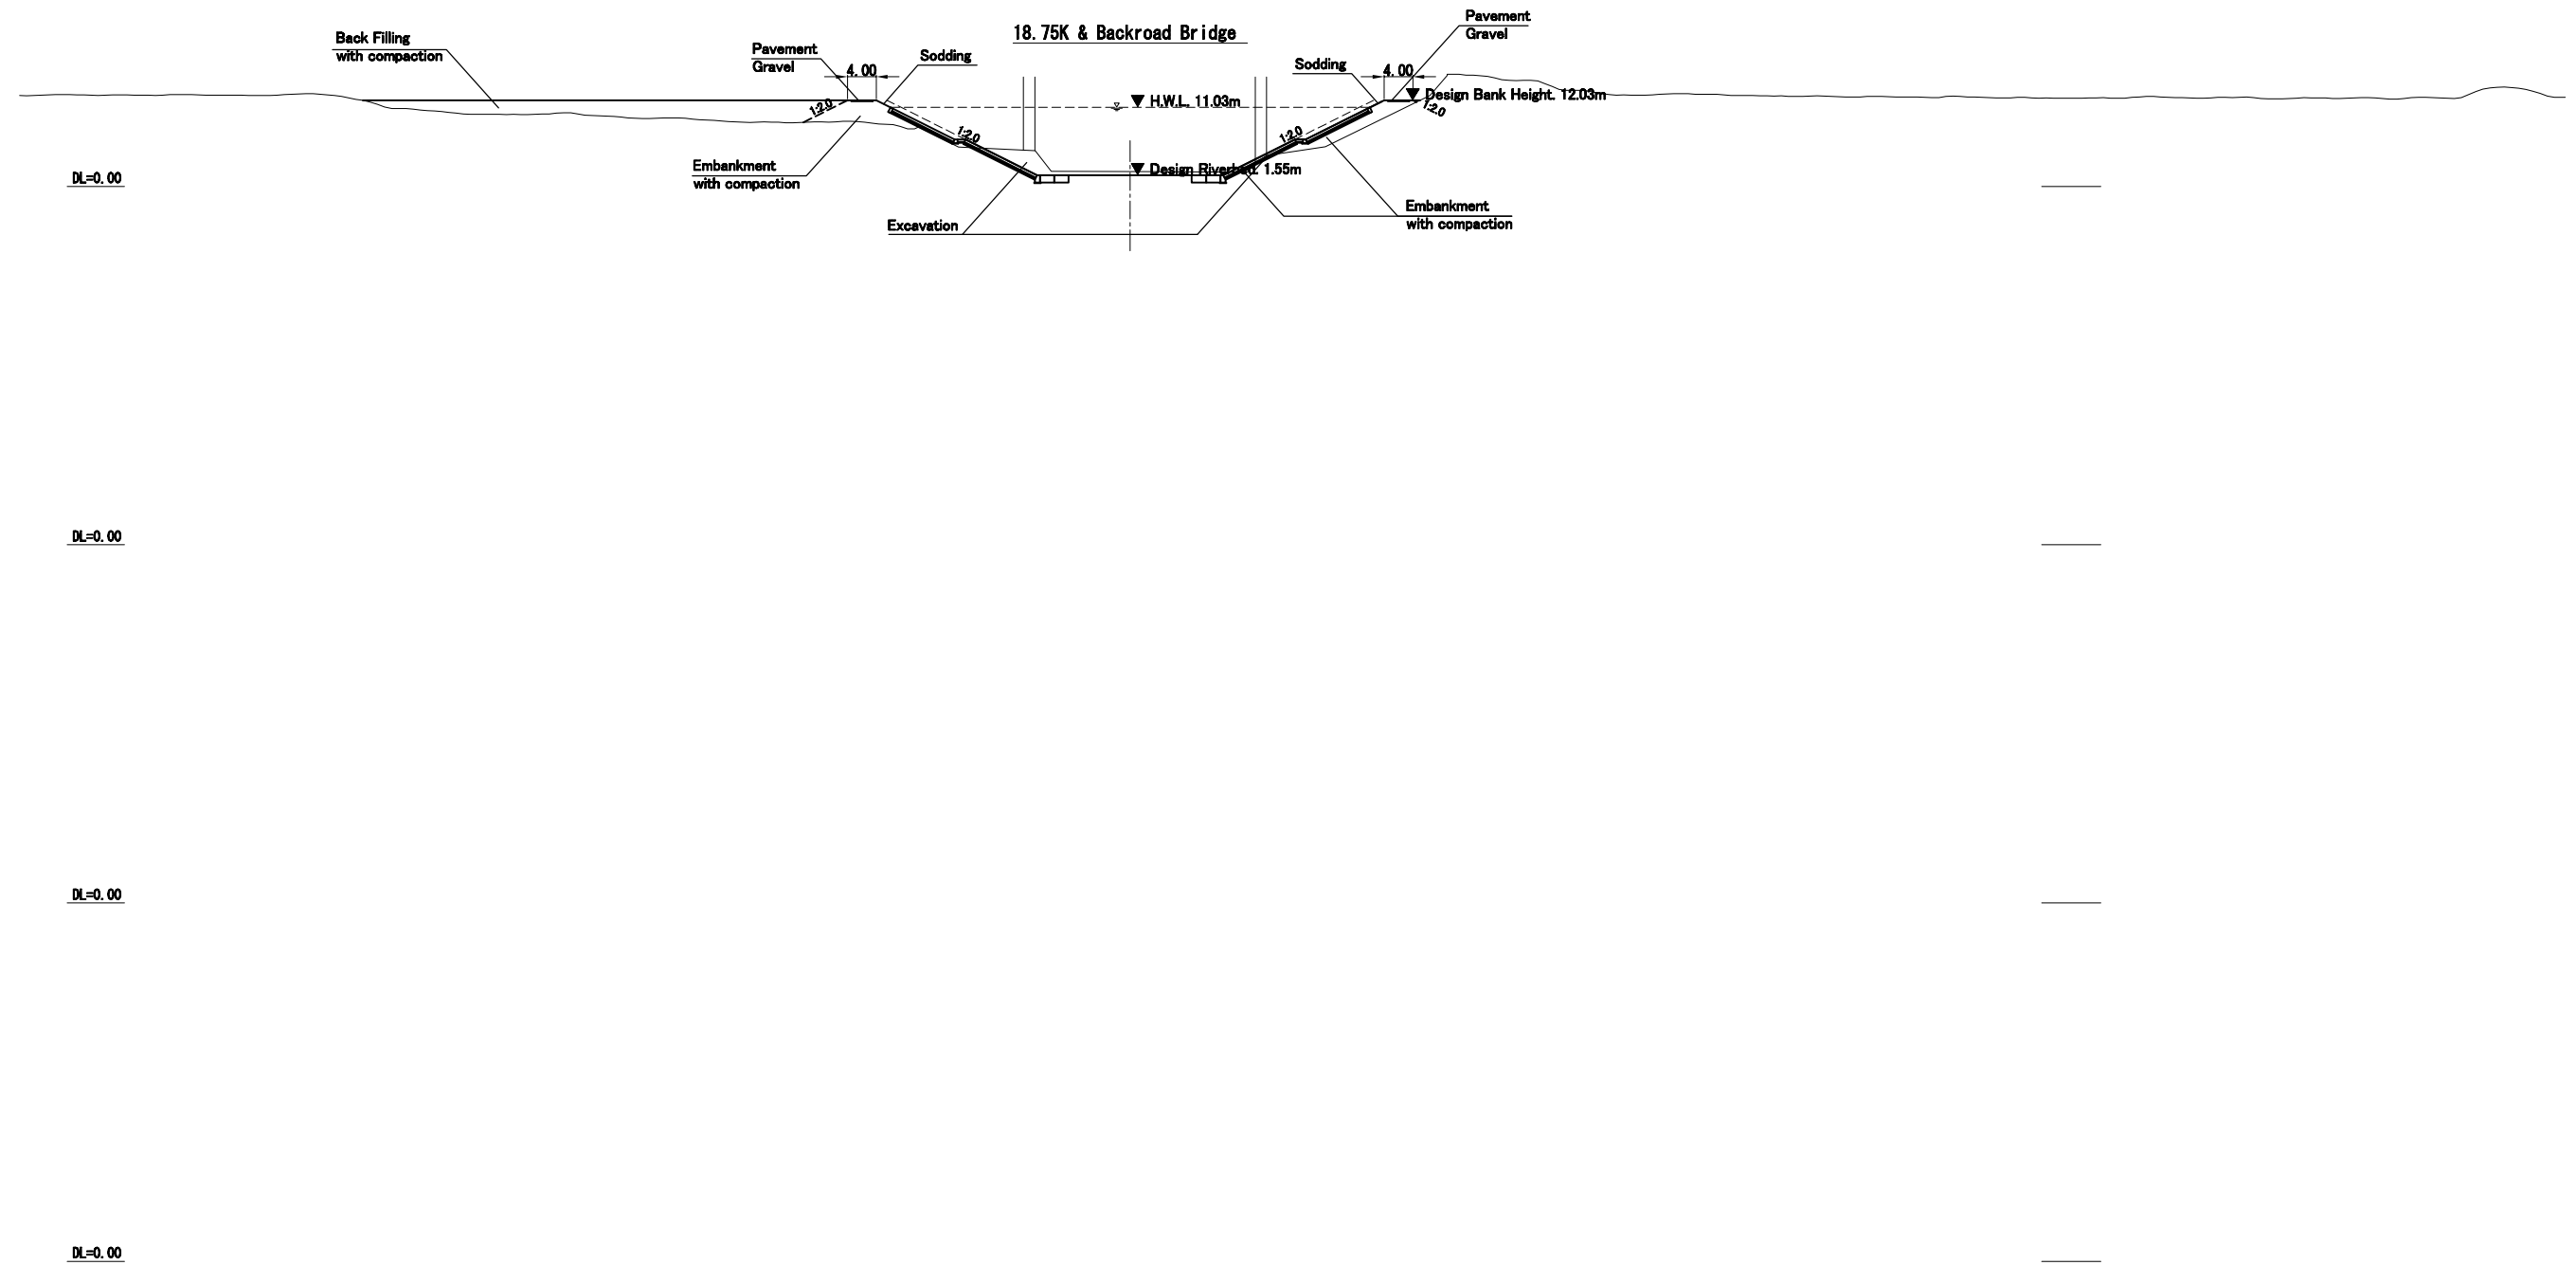 18.75K & Backroad Bridge
Back Filling
with compaction
Pavement
Gravel
4.00
Sodding
Sodding
4.00
Pavement
Gravel
H.W.L. 11.03m
Design Bank Height. 12.03m
1:2.0
1:2.0
1:2.0
1:2.0
Embankment
with compaction
Design Riverbed. 1.55m
DL=0.00
Excavation
Embankment
with compaction
DL=0.00
DL=0.00
DL=0.00